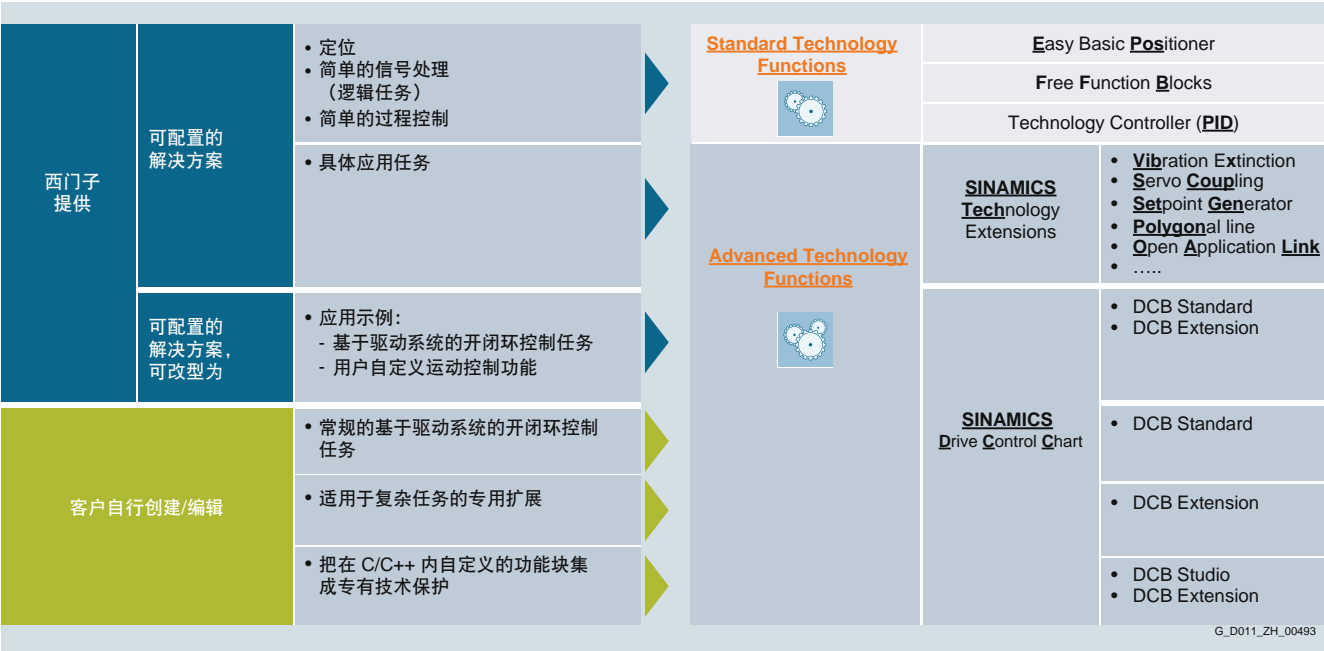 西门子
提供
可配置的
解决方案
• 定位
• 简单的信号处理
（逻辑任务）
• 简单的过程控制
• 具体应用任务
可配置的
解决方案，
可改型为
• 应用示例：
- 基于驱动系统的开闭环控制任务
- 用户自定义运动控制功能
客户自行创建/编辑
• 常规的基于驱动系统的开闭环控制
任务
• 适用于复杂任务的专用扩展
• 把在 C/C++ 内自定义的功能块集
成专有技术保护
Standard Technology
Functions
Easy Basic Positioner
Free Function Blocks
Technology Controller (PID)
Advanced Technology
Functions
SINAMICS
Technology
Extensions
• Vibration Extinction
• Servo Coupling
• Setpoint Generator
• Polygonal line
• Open Application Link
• …..
SINAMICS
Drive Control Chart
• DCB Standard
• DCB Extension
• DCB Standard
• DCB Extension
• DCB Studio
• DCB Extension
G_D011_ZH_00493